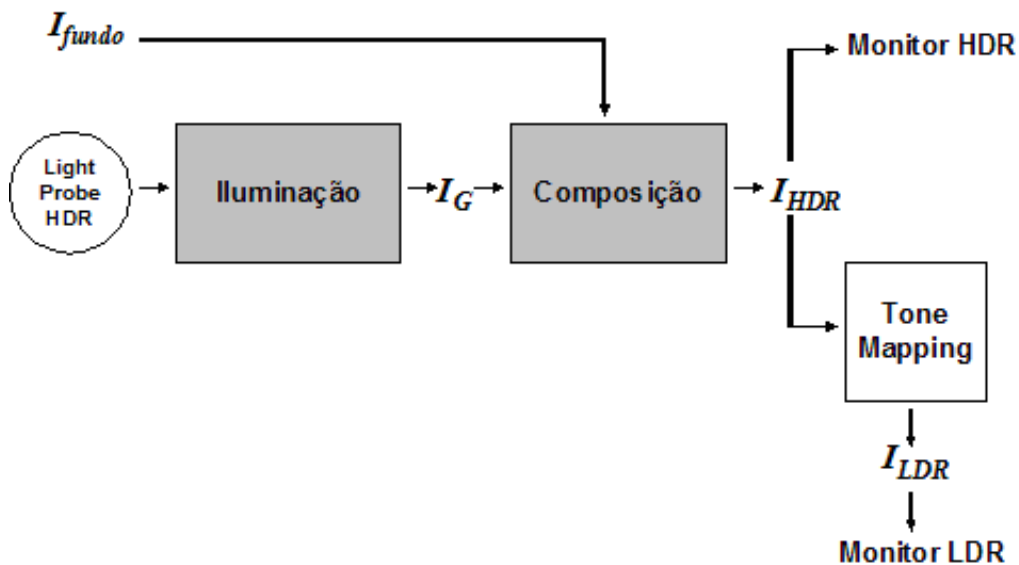 I_fundo
Monitor HDR
Light
Probe
HDR
Iluminação
I_G
Composição
I_HDR
Tone
Mapping
I_LDR
Monitor LDR